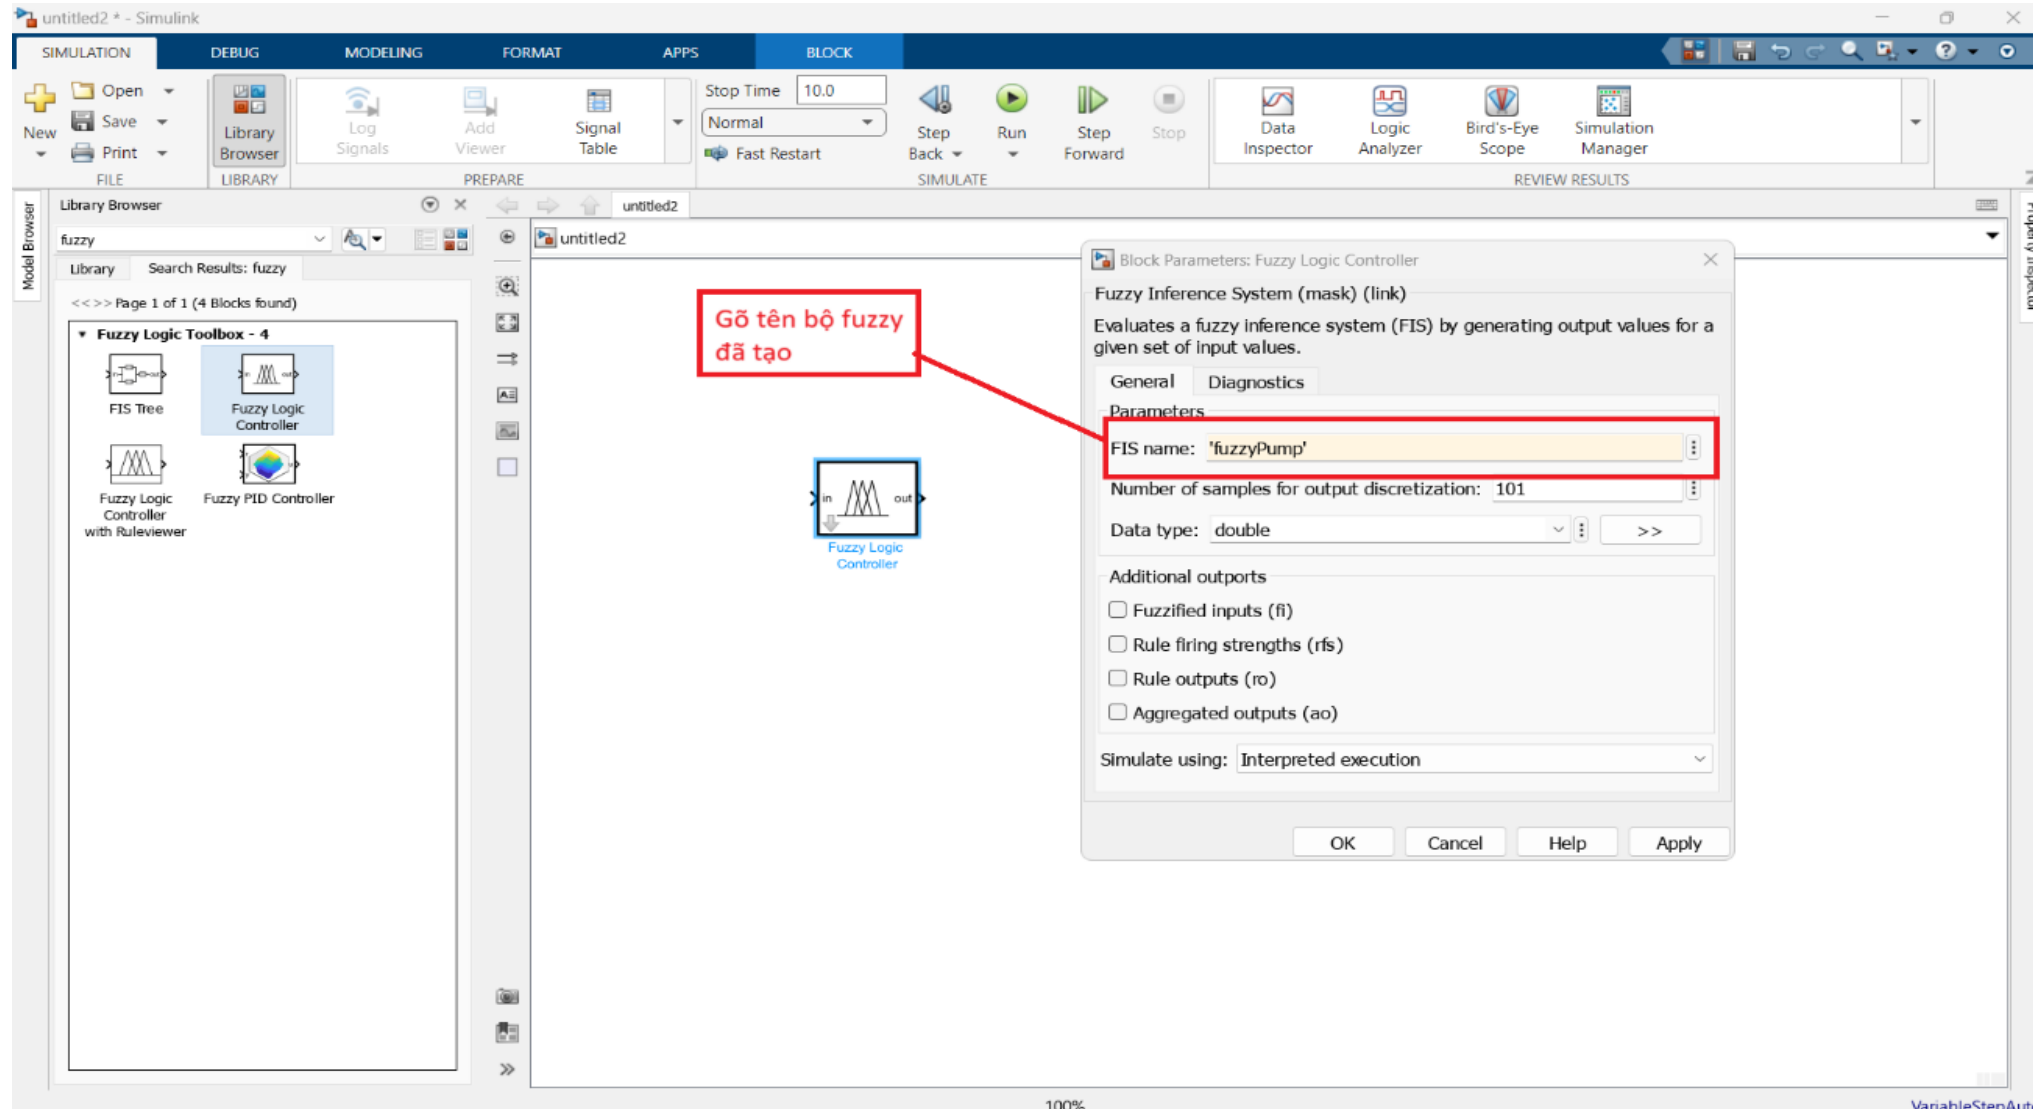 untitled2 * - Simulink
SIMULATION DEBUG MODELING FORMAT APPS BLOCK
New
Open
Save
Print
FILE
Library
Browser
LIBRARY
Log
Signals
Add
Viewer
Signal
Table
PREPARE
Stop Time 10.0
Normal
Fast Restart
Step
Back
Run
Step
Forward
Stop
SIMULATE
Data
Inspector
Logic
Analyzer
Bird's-Eye
Scope
Simulation
Manager
REVIEW RESULTS
Model Browser
Library Browser
fuzzy
Library Search Results: fuzzy
<< >> Page 1 of 1 (4 Blocks found)
Fuzzy Logic Toolbox - 4
FIS Tree
Fuzzy Logic
Controller
Fuzzy Logic
Controller
with Ruleviewer
Fuzzy PID Controller
untitled2
untitled2
Gõ tên bộ fuzzy
đã tạo
in out
Fuzzy Logic
Controller
Block Parameters: Fuzzy Logic Controller
Fuzzy Inference System (mask) (link)
Evaluates a fuzzy inference system (FIS) by generating output values for a
given set of input values.
General Diagnostics
Parameters
FIS name: 'fuzzyPump'
Number of samples for output discretization: 101
Data type: double >>
Additional outports
Fuzzified inputs (fi)
Rule firing strengths (rfs)
Rule outputs (ro)
Aggregated outputs (ao)
Simulate using: Interpreted execution
OK Cancel Help Apply
Property Inspector
100%
VariableStepAuto